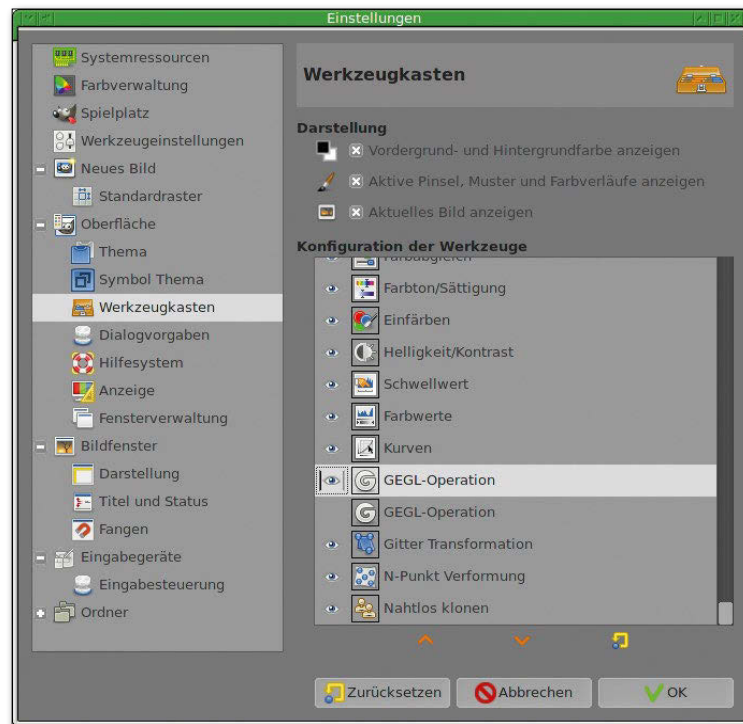 Einstellungen
Systemressourcen
Farbverwaltung
Spielplatz
Werkzeugeinstellungen
Neues Bild
Standardraster
Oberfläche
Thema
Symbol Thema
Werkzeugkasten
Dialogvorgaben
Hilfesystem
Anzeige
Fensterverwaltung
Bildfenster
Darstellung
Titel und Status
Fangen
Eingabegeräte
Eingabesteuerung
Ordner
Werkzeugkasten
Darstellung
Vordergrund- und Hintergrundfarbe anzeigen
Aktive Pinsel, Muster und Farbverläufe anzeigen
Aktuelles Bild anzeigen
Konfiguration der Werkzeuge
Farbabgleich
Farbton/Sättigung
Einfärben
Helligkeit/Kontrast
Schwellwert
Farbwerte
Kurven
GEGL-Operation
GEGL-Operation
Gitter Transformation
N-Punkt Verformung
Nahtlos klonen
Zurücksetzen
Abbrechen
OK